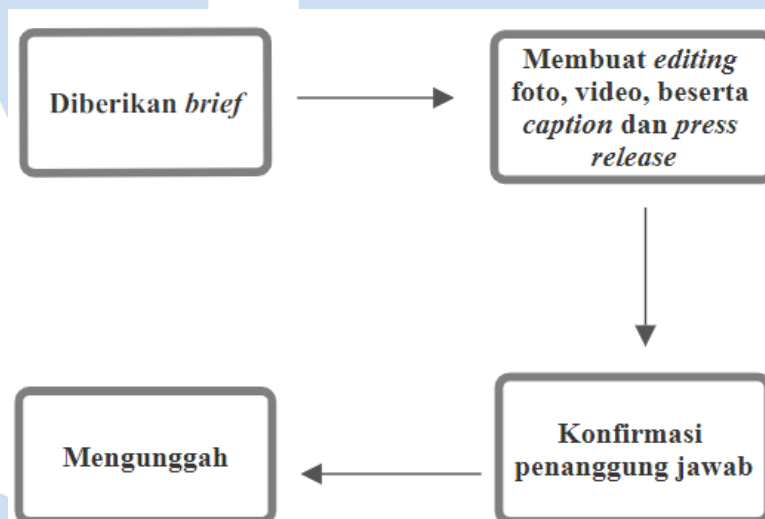 Diberikan brief
Membuat editing
foto, video, beserta
caption dan press
release
Konfirmasi
penanggung jawab
Mengunggah